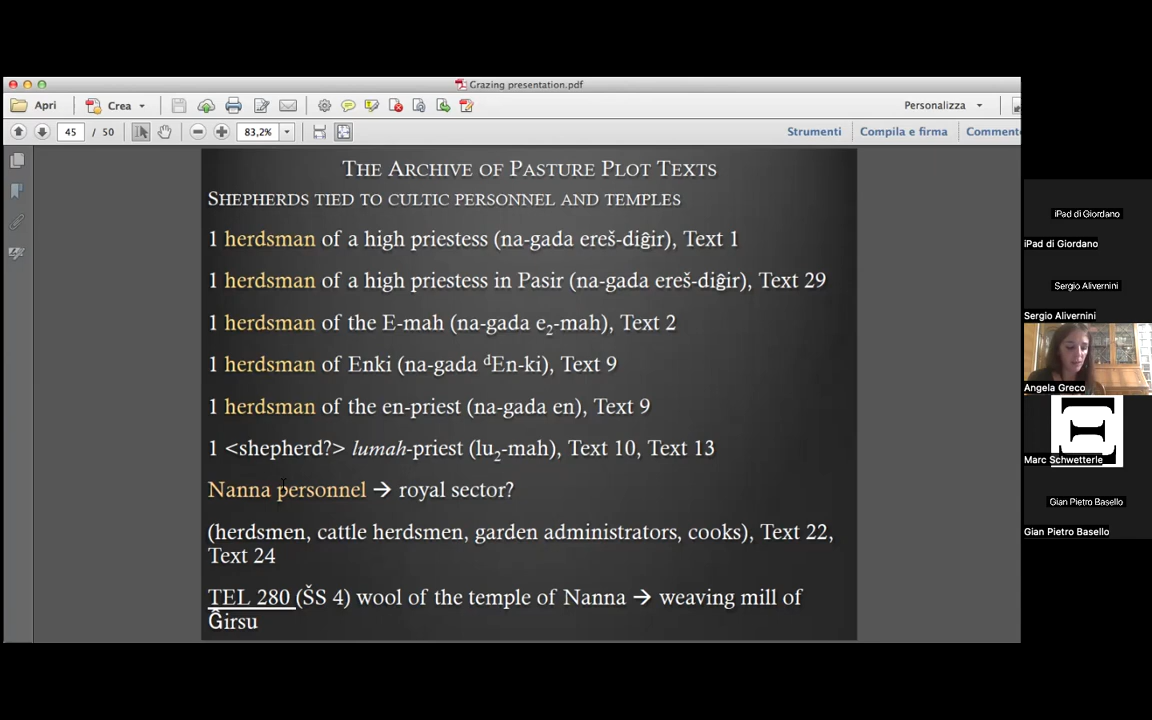 Grazing presentation.pdf
Apri Crea Personalizza
45 / 50 83,2% Strumenti Compila e firma Comment
THE ARCHIVE OF PASTURE PLOT TEXTS
SHEPHERDS TIED TO CULTIC PERSONNEL AND TEMPLES
1 herdsman of a high priestess (na-gada ereš-diĝir), Text 1
1 herdsman of a high priestess in Pasir (na-gada ereš-diĝir), Text 29
1 herdsman of the E-mah (na-gada e₂-mah), Text 2
1 herdsman of Enki (na-gada ᵈEn-ki), Text 9
1 herdsman of the en-priest (na-gada en), Text 9
1 <shepherd?> lumah-priest (lu₂-mah), Text 10, Text 13
Nanna personnel → royal sector?
(herdsmen, cattle herdsmen, garden administrators, cooks), Text 22,
Text 24
TEL 280 (ŠS 4) wool of the temple of Nanna → weaving mill of
Ĝirsu
iPad di Giordano
iPad di Giordano
Sergio Alivernini
Sergio Alivernini
Angela Greco
Marc Schwetterle
Gian Pietro Basello
Gian Pietro Basello